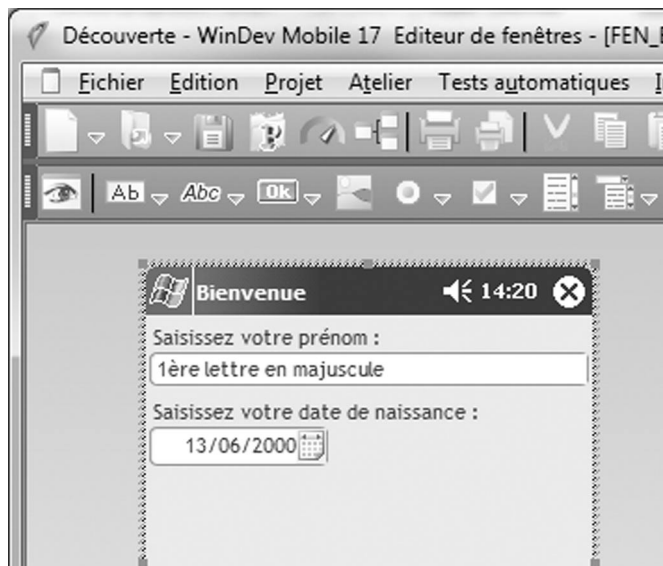 Découverte - WinDev Mobile 17 Editeur de fenêtres - [FEN_
Fichier Edition Projet Atelier Tests automatiques
Ab Abc Ok
Bienvenue 14:20
Saisissez votre prénom :
1ère lettre en majuscule
Saisissez votre date de naissance :
13/06/2000